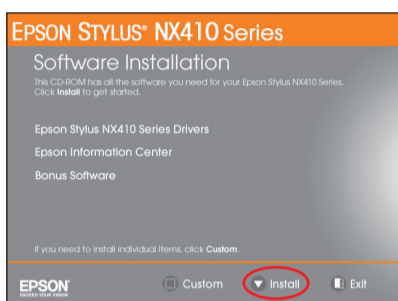 EPSON STYLUS® NX410 Series
Software Installation
This CD-ROM has all the software you need for your Epson Stylus NX410 Series.
Click Install to get started.
Epson Stylus NX410 Series Drivers
Epson Information Center
Bonus Software
If you need to install individual items, click Custom.
EPSON®
EXCEED YOUR VISION
Custom
Install
Exit